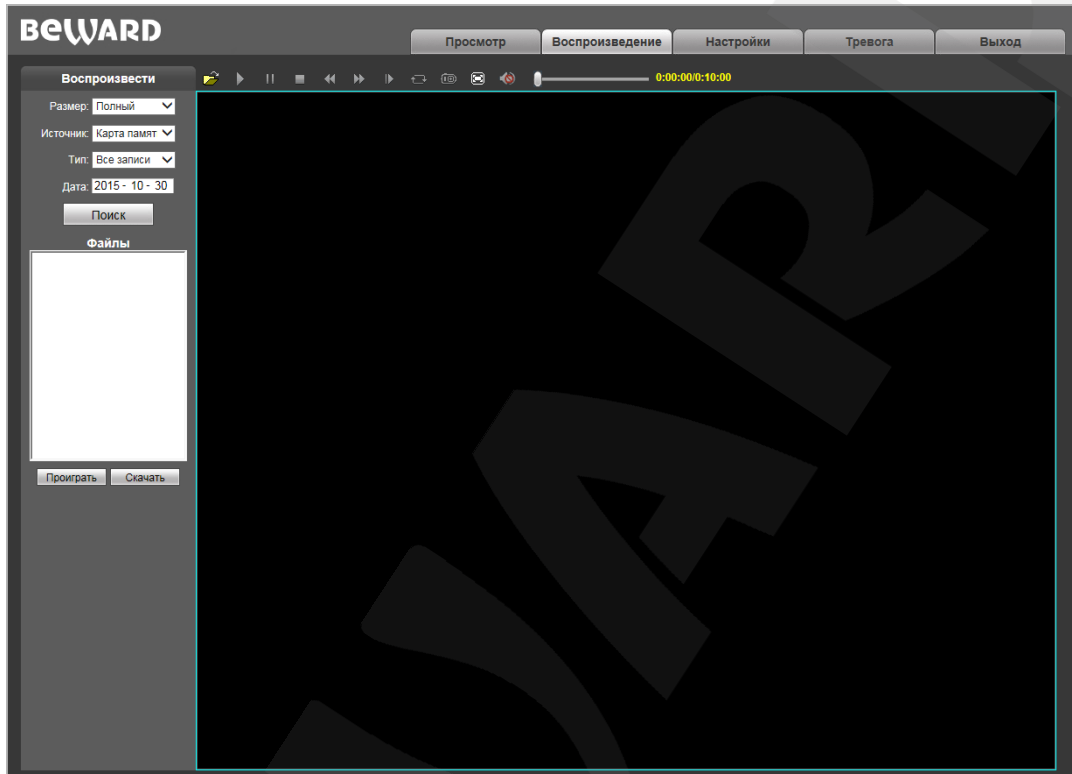 BEWARD
Просмотр
Воспроизведение
Настройки
Тревога
Выход
Воспроизвести
0:00:00/0:10:00
Размер: Полный
Источник: Карта памят
Тип: Все записи
Дата: 2015 - 10 - 30
Поиск
Файлы
Проиграть
Скачать